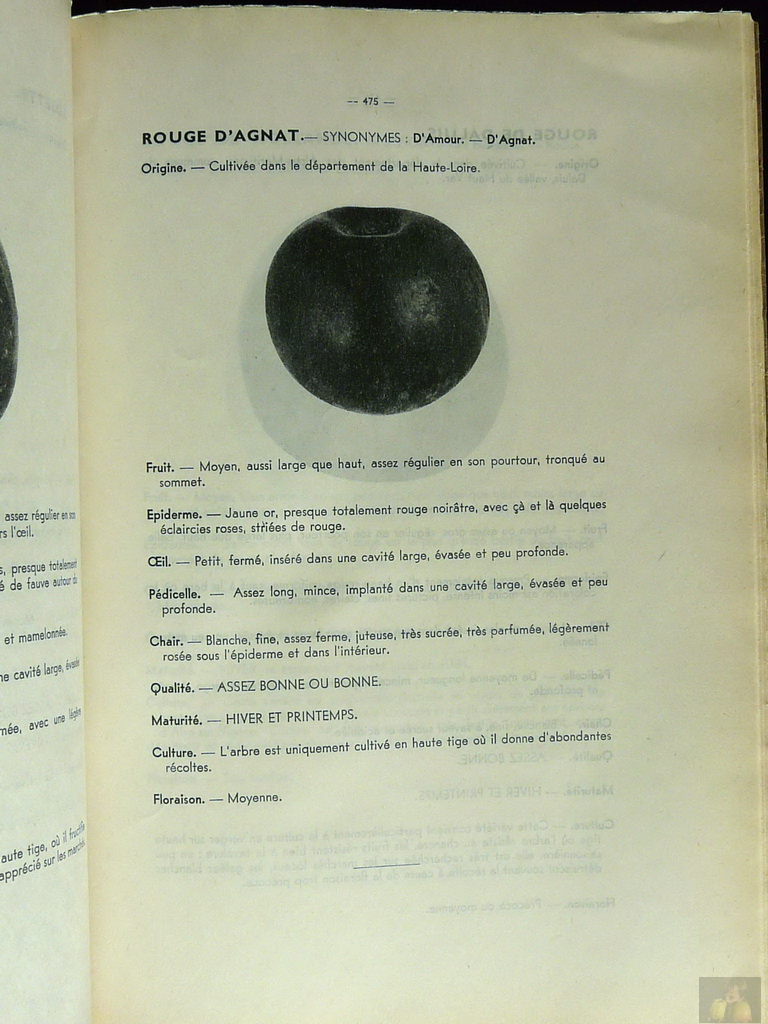 -- 475 —
ROUGE D'AGNAT.— SYNONYMES : D'Amour. — D'Agnat.
Origine. — Cultivée dans le département de la Haute-Loire.
Fruit. — Moyen, aussi large que haut, assez régulier en son pourtour, tronqué au
sommet.
Epiderme. — Jaune or, presque totalement rouge noirâtre, avec çà et là quelques
éclaircies roses, striées de rouge.
Œil. — Petit, fermé, inséré dans une cavité large, évasée et peu profonde.
Pédicelle. — Assez long, mince, implanté dans une cavité large, évasée et peu
profonde.
Chair. — Blanche, fine, assez ferme, juteuse, très sucrée, très parfumée, légèrement
rosée sous l'épiderme et dans l'intérieur.
Qualité. — ASSEZ BONNE OU BONNE.
Maturité. — HIVER ET PRINTEMPS.
Culture. — L'arbre est uniquement cultivé en haute tige où il donne d'abondantes
récoltes.
Floraison. — Moyenne.
assez régulier en son
l'œil.
presque totalement
de fauve autour
et mamelonnée.
cavité large,
avec une
haute tige, où il
apprécié sur les